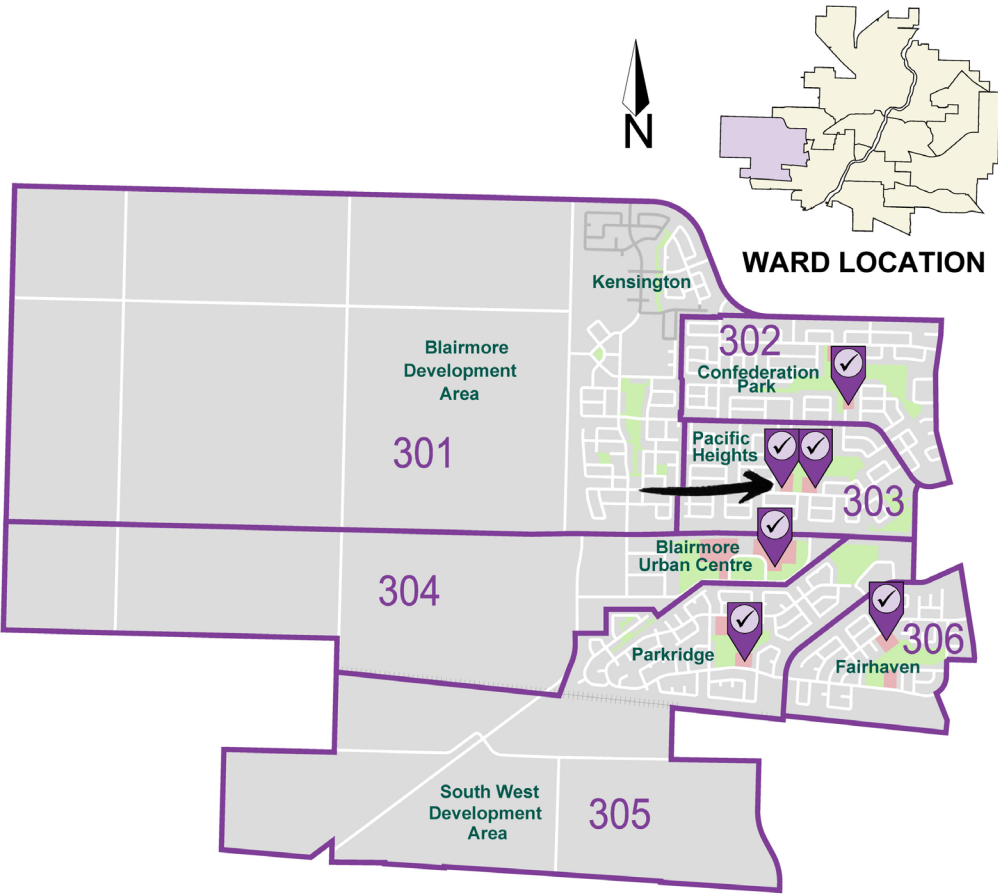 N
WARD LOCATION
Kensington
Blairmore
Development
Area
301
302
Confederation
Park
Pacific
Heights
303
Blairmore
Urban Centre
304
Parkridge
306
Fairhaven
South West
Development
Area
305